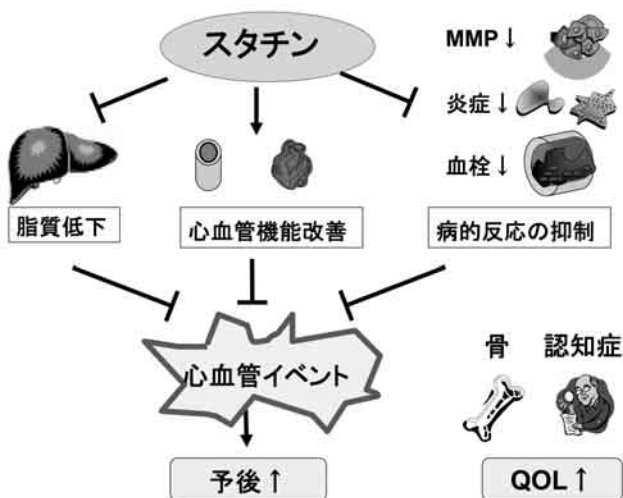 スタチン
MMP↓
炎症↓
血栓↓
脂質低下
心血管機能改善
病的反応の抑制
心血管イベント
骨 認知症
予後↑
QOL↑